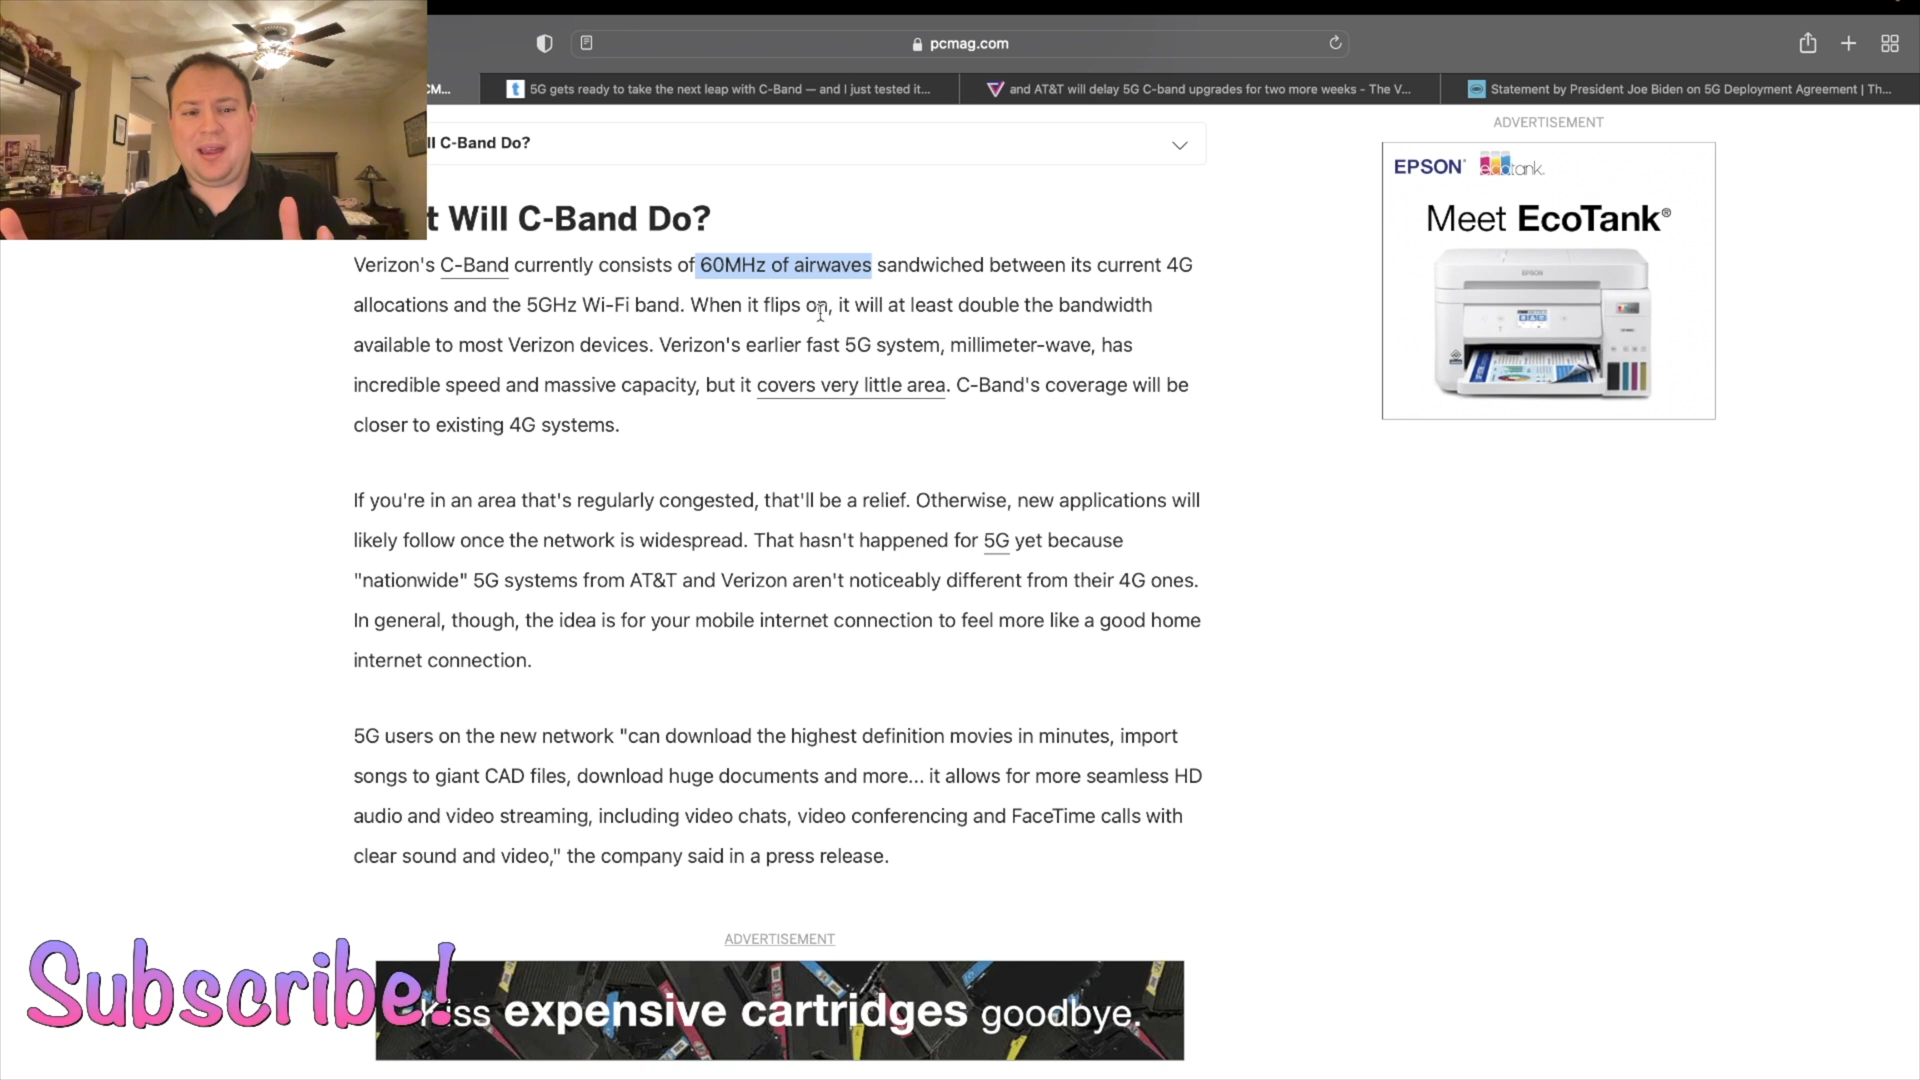 pcmag.com
CM...
5G gets ready to take the next leap with C-Band — and I just tested it...
and AT&T will delay 5G C-band upgrades for two more weeks - The V...
Statement by President Joe Biden on 5G Deployment Agreement | Th...
ADVERTISEMENT
ll C-Band Do?
EPSON ecotank.
Meet EcoTank®
EPSON
t Will C-Band Do?
Verizon's C-Band currently consists of 60MHz of airwaves sandwiched between its current 4G
allocations and the 5GHz Wi-Fi band. When it flips on, it will at least double the bandwidth
available to most Verizon devices. Verizon's earlier fast 5G system, millimeter-wave, has
incredible speed and massive capacity, but it covers very little area. C-Band's coverage will be
closer to existing 4G systems.
If you're in an area that's regularly congested, that'll be a relief. Otherwise, new applications will
likely follow once the network is widespread. That hasn't happened for 5G yet because
"nationwide" 5G systems from AT&T and Verizon aren't noticeably different from their 4G ones.
In general, though, the idea is for your mobile internet connection to feel more like a good home
internet connection.
5G users on the new network "can download the highest definition movies in minutes, import
songs to giant CAD files, download huge documents and more... it allows for more seamless HD
audio and video streaming, including video chats, video conferencing and FaceTime calls with
clear sound and video," the company said in a press release.
ADVERTISEMENT
Subscribe!
Kiss expensive cartridges goodbye.